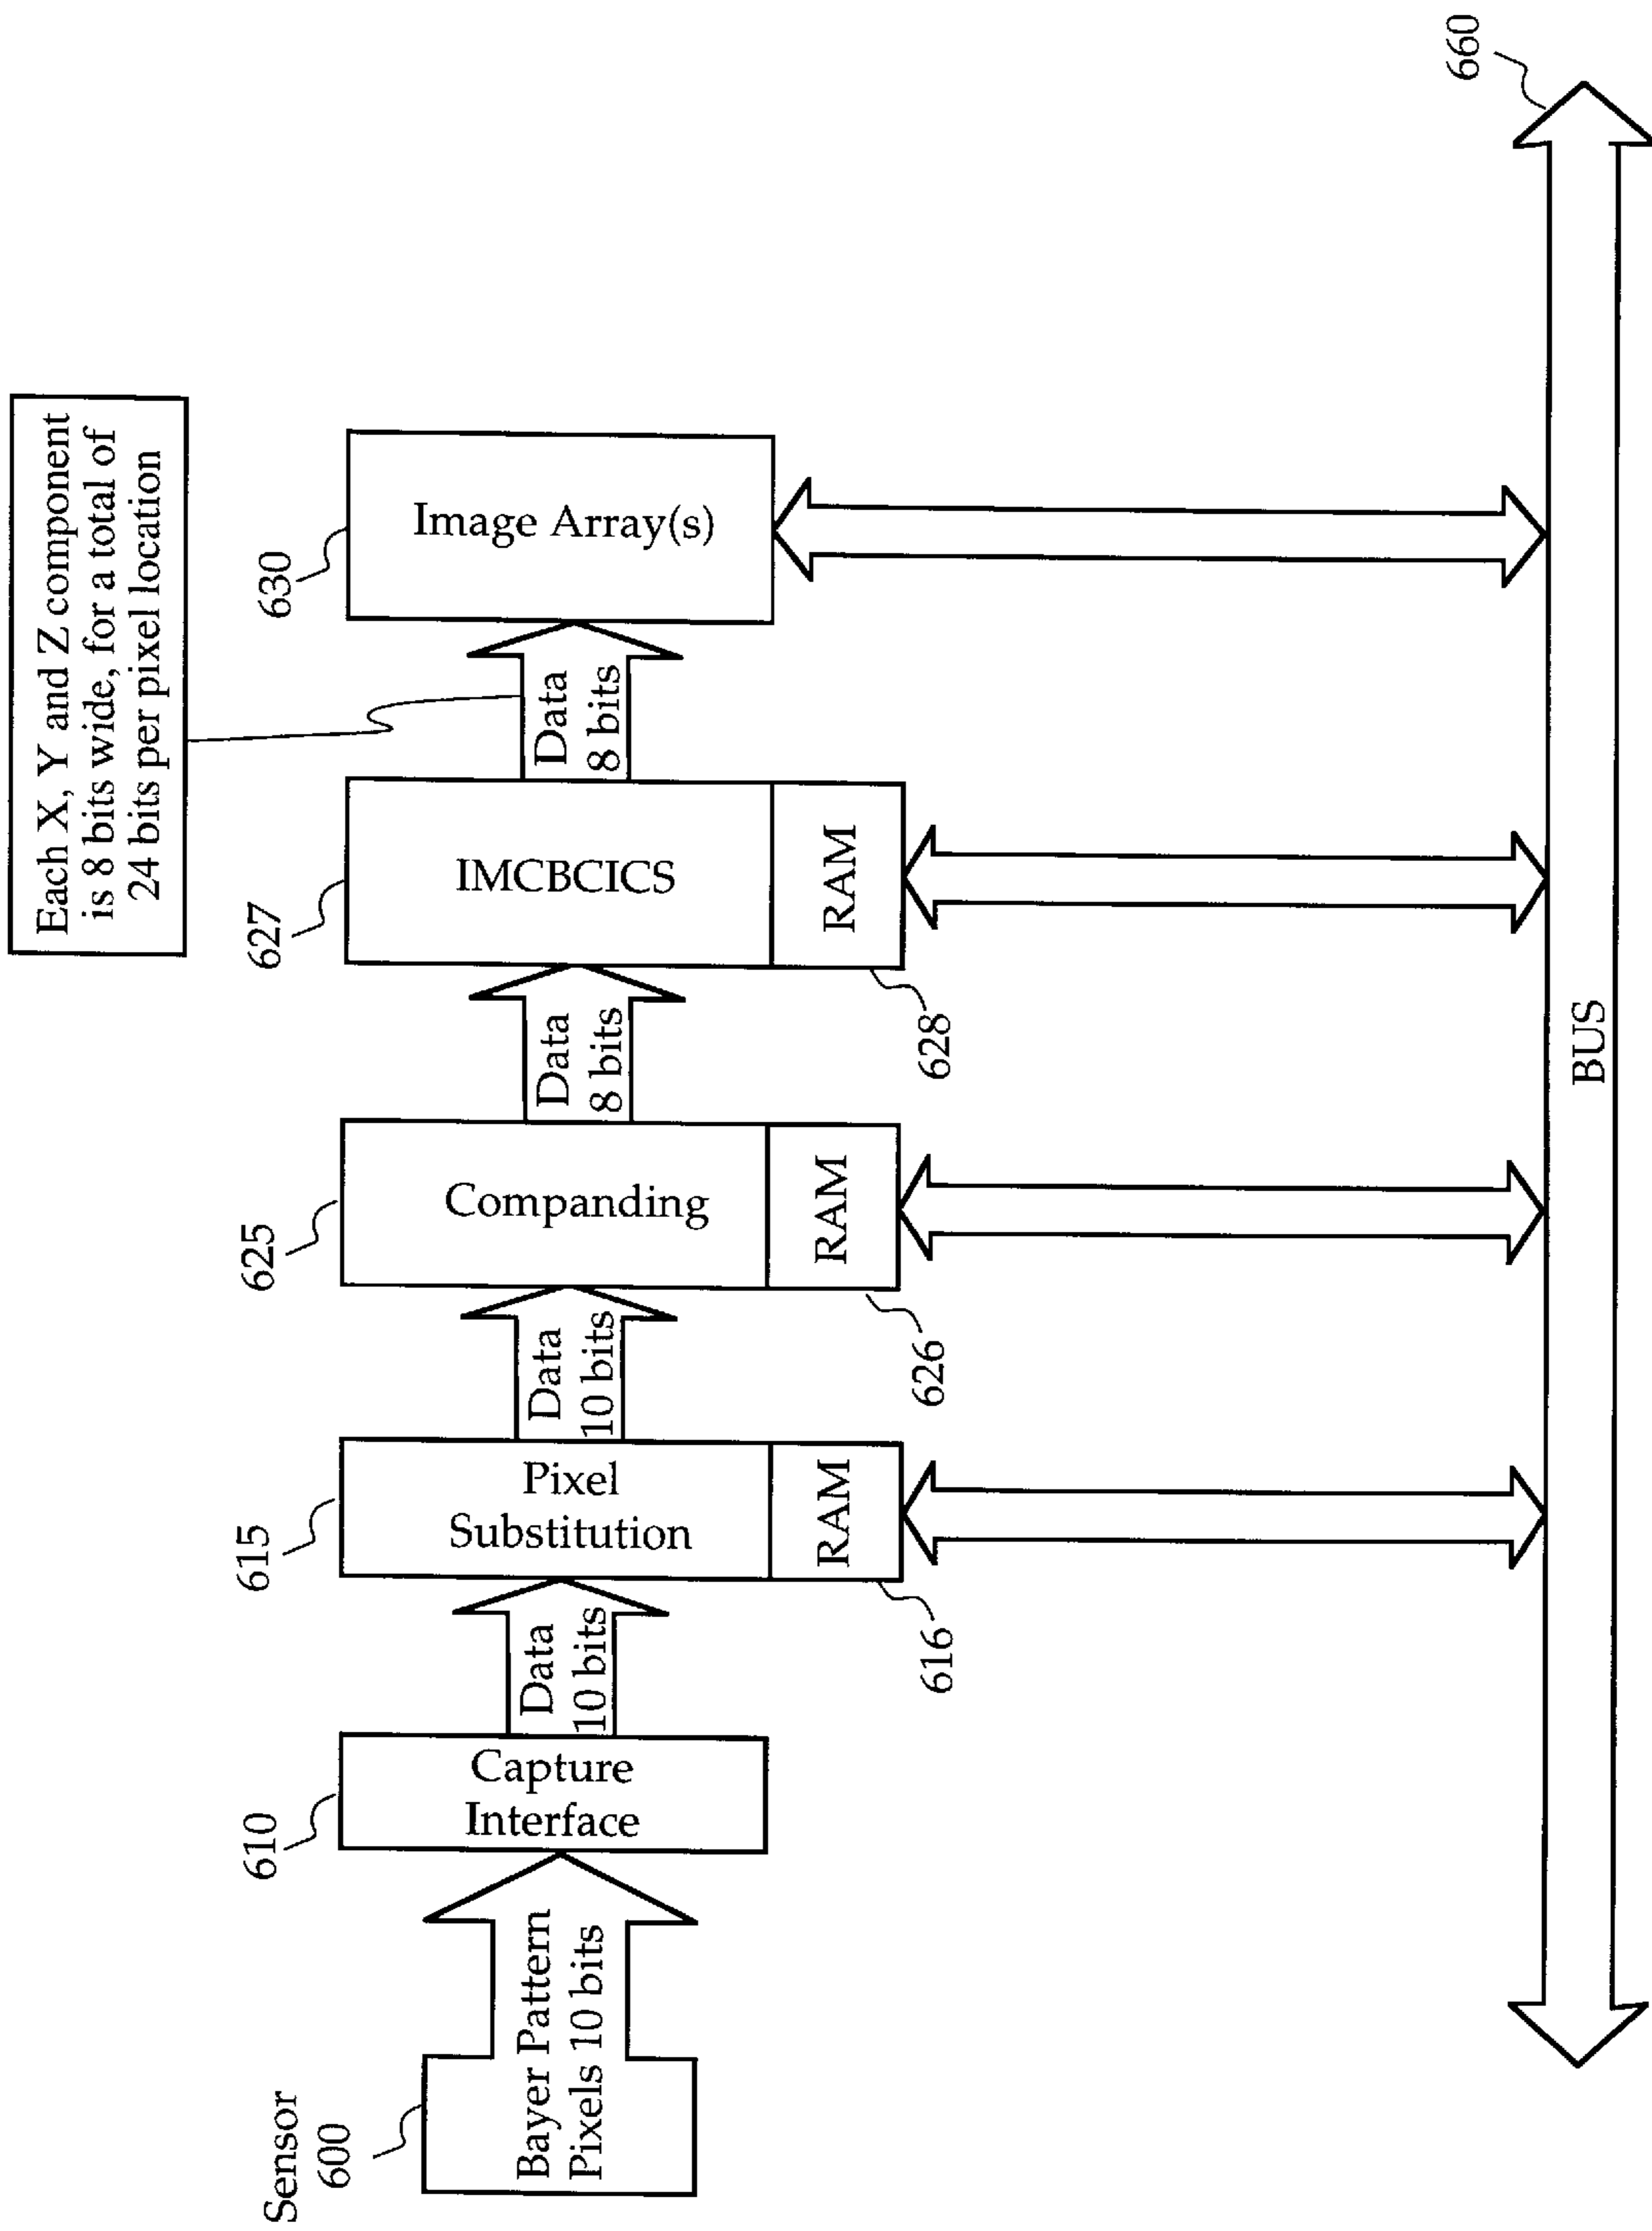 Each X, Y and Z component
is 8 bits wide, for a total of
24 bits per pixel location
Sensor
600
Bayer Pattern
Pixels 10 bits
610
Capture
Interface
Data
10 bits
615
Pixel
Substitution
RAM
616
Data
10 bits
625
Companding
RAM
626
Data
8 bits
627
IMCBCICS
RAM
628
Data
8 bits
630
Image Array(s)
BUS
660